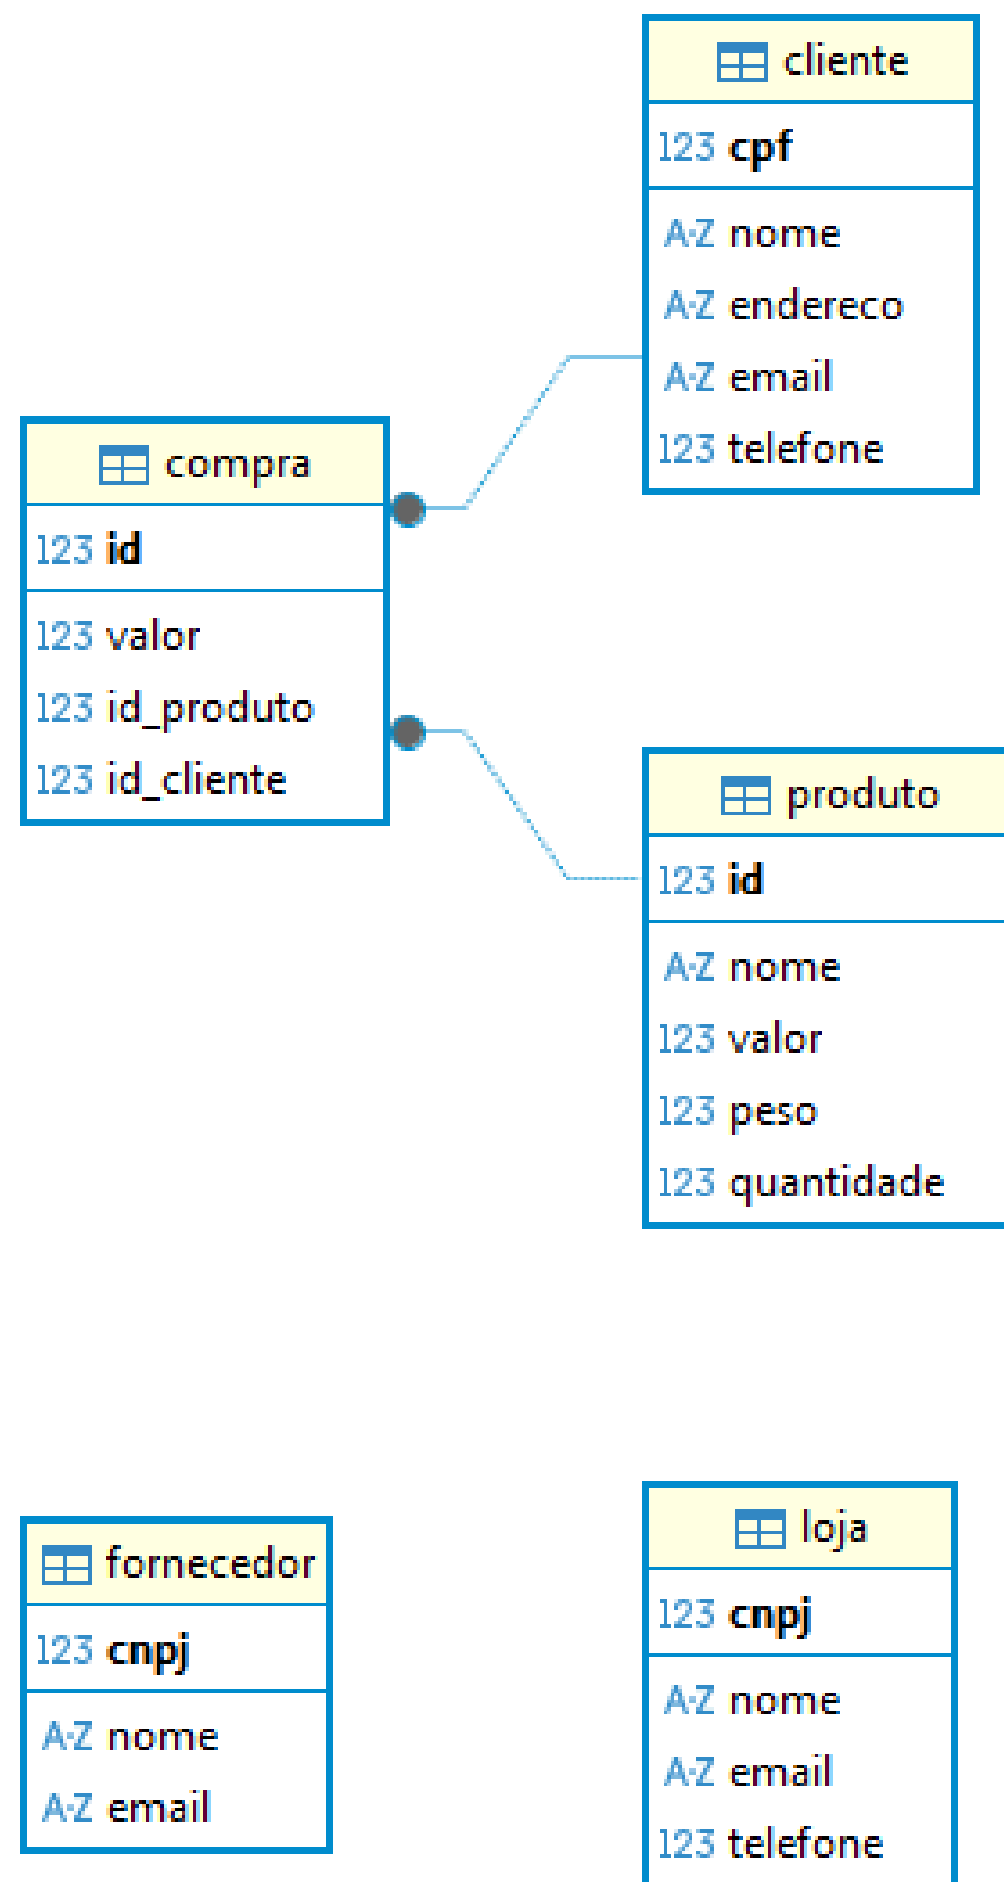 cliente
123 cpf
A-Z nome
A-Z endereco
A-Z email
123 telefone
compra
123 id
123 valor
123 id_produto
123 id_cliente
produto
123 id
A-Z nome
123 valor
123 peso
123 quantidade
fornecedor
123 cnpj
A-Z nome
A-Z email
loja
123 cnpj
A-Z nome
A-Z email
123 telefone